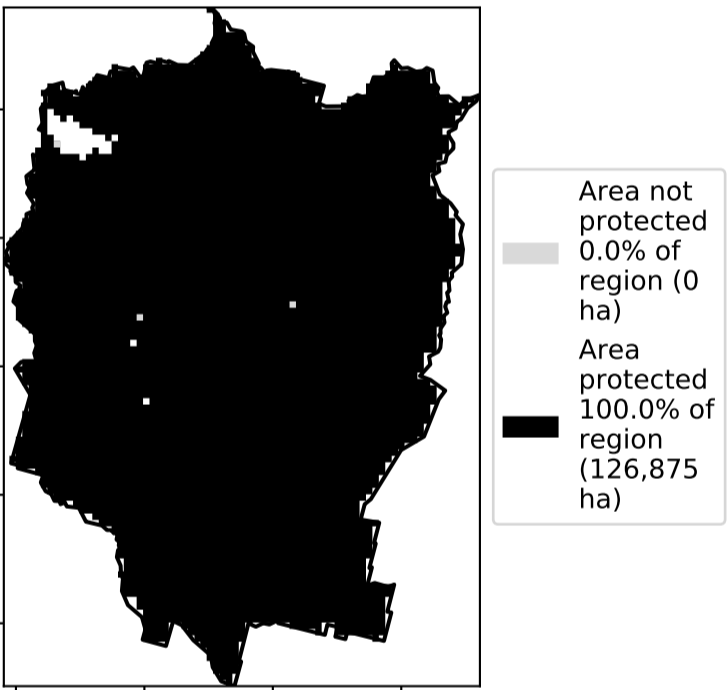 Area not
protected
0.0% of
region (0
ha)
Area
protected
100.0% of
region
(126,875
ha)